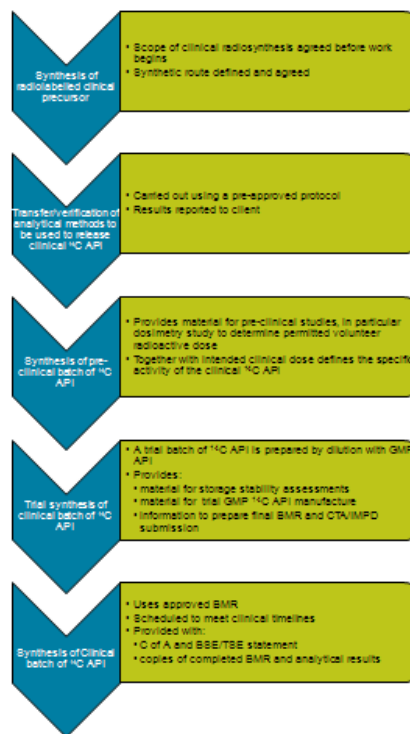 Synthesis of
radiolabelled clinical
precursor
• Scope of clinical radiosynthesis agreed before work
begins
• Synthetic route defined and agreed
Transfer/verification of
analytical methods to
be used to release
clinical ¹⁴C API
• Carried out using a pre-approved protocol
• Results reported to client
Synthesis of pre-
clinical batch of ¹⁴C
API
• Provides material for pre-clinical studies, in particular
dosimetry study to determine permitted volunteer
radioactive dose
• Together with intended clinical dose defines the specific
activity of the clinical ¹⁴C API
Trial synthesis of
clinical batch of ¹⁴C
API
• A trial batch of ¹⁴C API is prepared by dilution with GMP
API
• Provides:
• material for storage stability assessments
• material for trial GMP ¹⁴C API manufacture
• information to prepare final BMR and CTA/IMPD
submission
Synthesis of Clinical
batch of ¹⁴C API
• Uses approved BMR
• Scheduled to meet clinical timelines
• Provided with:
• C of A and BSE/TSE statement
• copies of completed BMR and analytical results